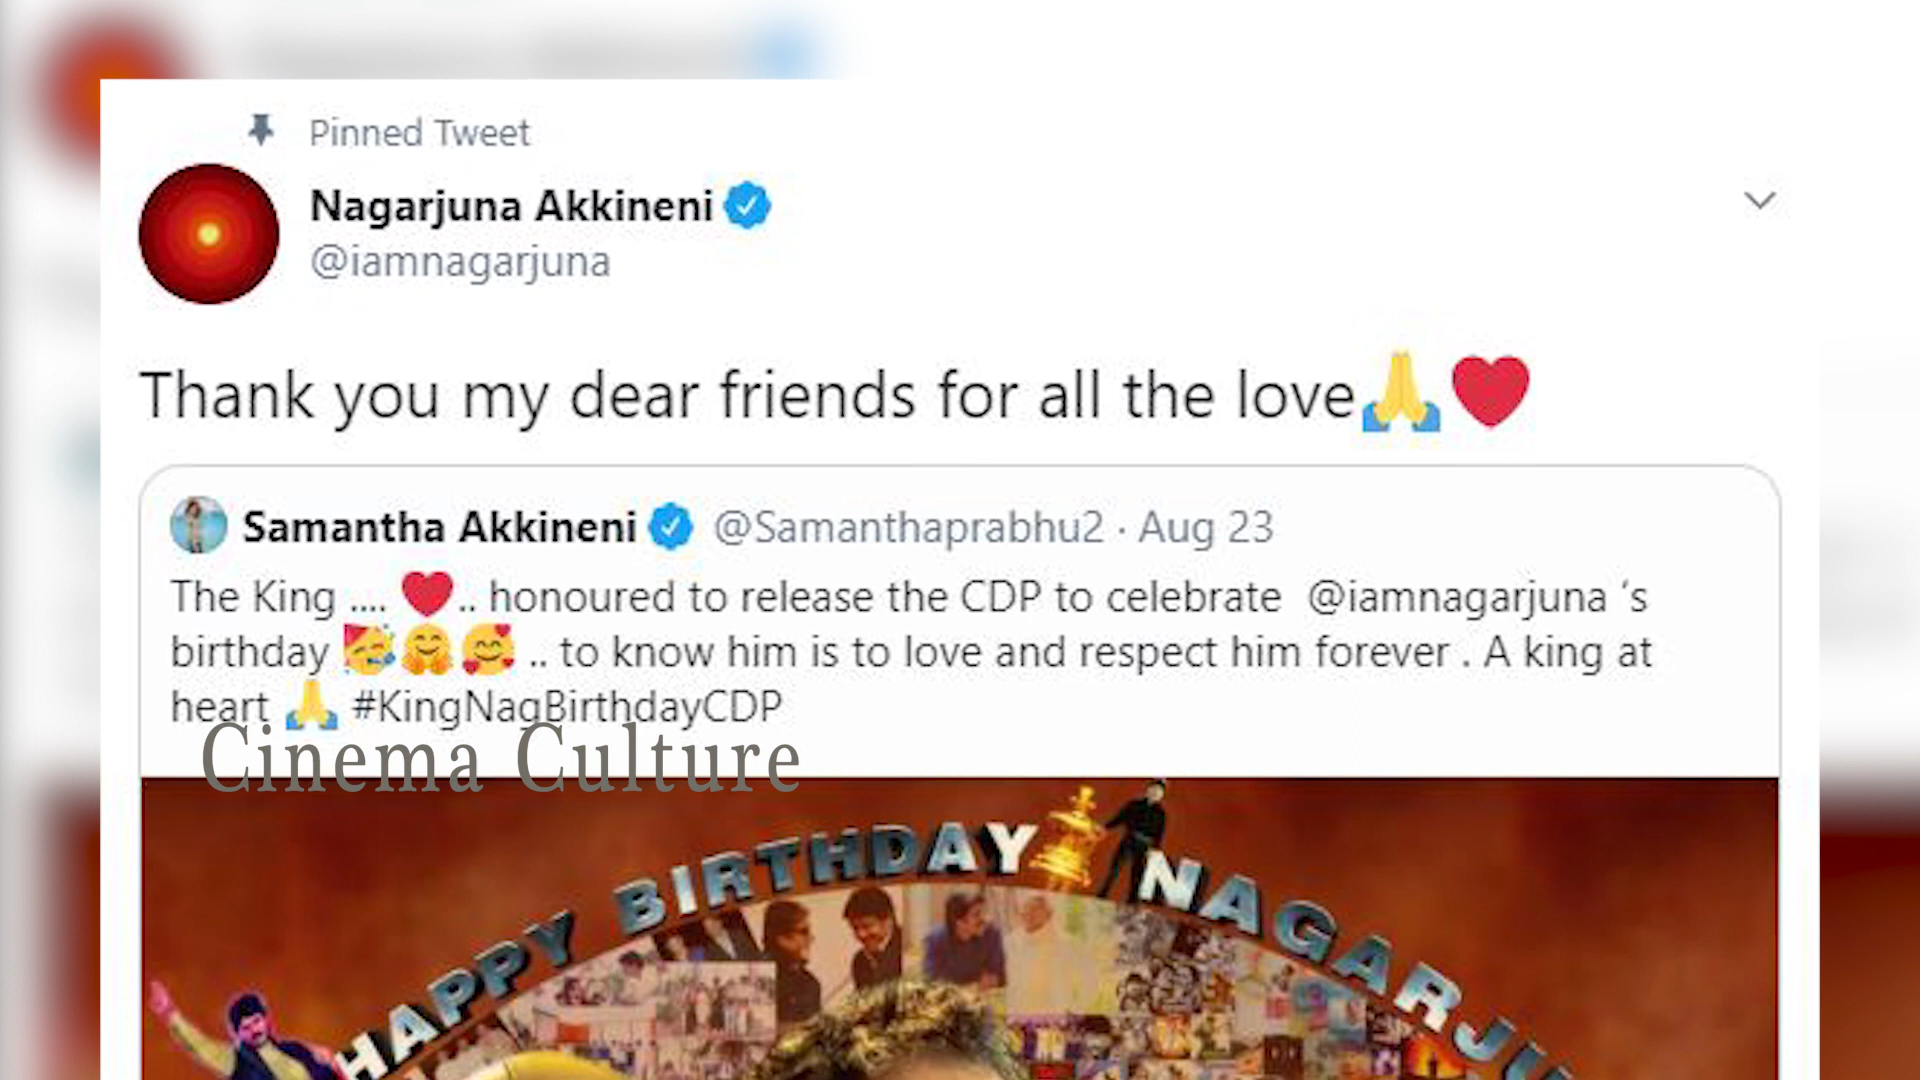 Pinned Tweet
Nagarjuna Akkineni
@iamnagarjuna
Thank you my dear friends for all the love🙏❤️
Samantha Akkineni @Samanthaprabhu2 · Aug 23
The King .... ❤️.. honoured to release the CDP to celebrate @iamnagarjuna ‘s
birthday 🥳🤗🥰 .. to know him is to love and respect him forever . A king at
heart 🙏 #KingNagBirthdayCDP
Cinema Culture
HAPPY BIRTHDAY NAGARJU